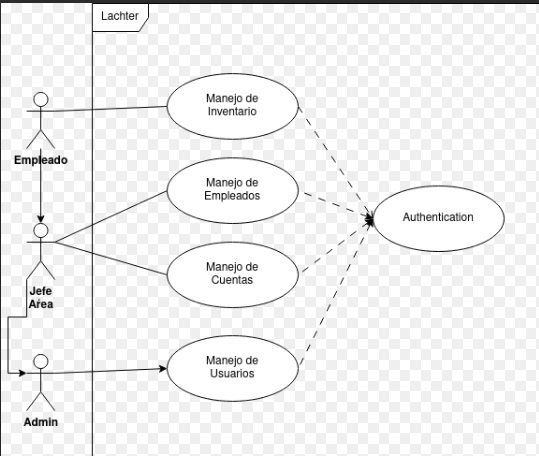 Lachter
Manejo de
Inventario
Empleado
Manejo de
Empleados
Authentication
Manejo de
Cuentas
Jefe
Area
Manejo de
Usuarios
Admin